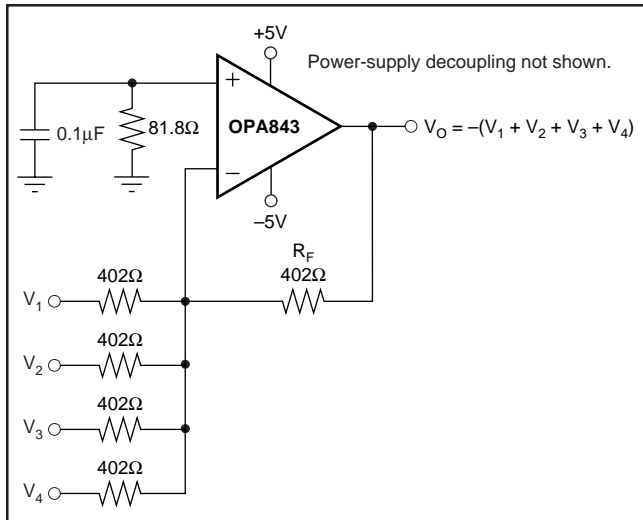 +5V
Power-supply decoupling not shown.
+
0.1μF
81.8Ω
OPA843
V_O = –(V_1 + V_2 + V_3 + V_4)
–
–5V
R_F
402Ω
402Ω
V_1
402Ω
V_2
402Ω
V_3
402Ω
V_4